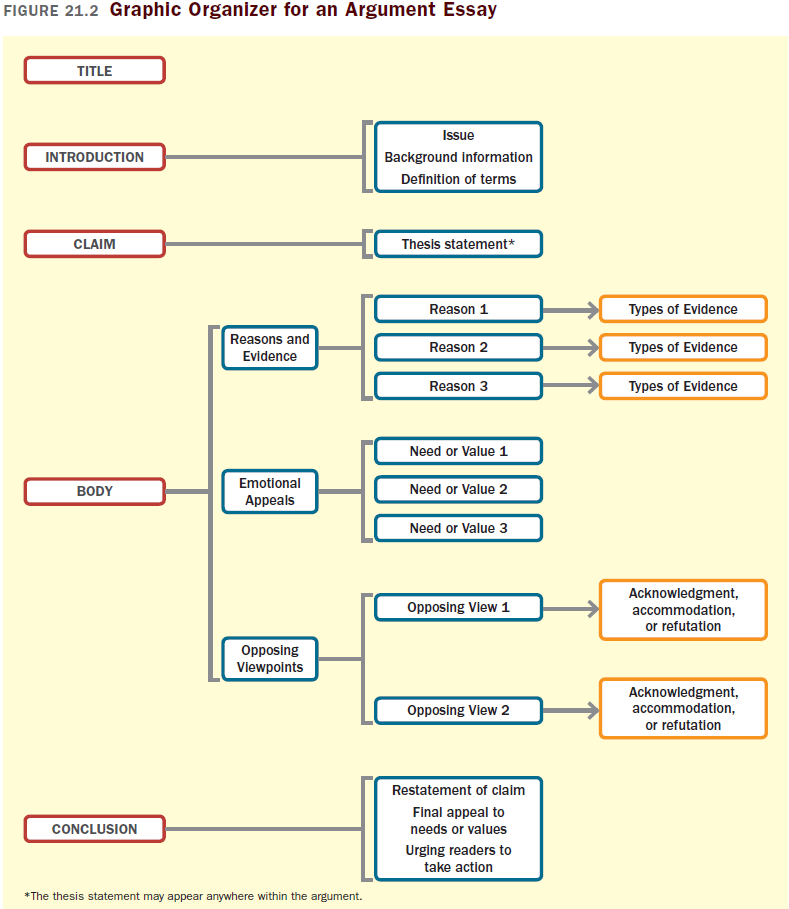 FIGURE 21.2 Graphic Organizer for an Argument Essay
TITLE
INTRODUCTION
Issue
Background information
Definition of terms
CLAIM
Thesis statement*
BODY
Reasons and
Evidence
Reason 1
Types of Evidence
Reason 2
Types of Evidence
Reason 3
Types of Evidence
Emotional
Appeals
Need or Value 1
Need or Value 2
Need or Value 3
Opposing
Viewpoints
Opposing View 1
Acknowledgment,
accommodation,
or refutation
Opposing View 2
Acknowledgment,
accommodation,
or refutation
CONCLUSION
Restatement of claim
Final appeal to
needs or values
Urging readers to
take action
*The thesis statement may appear anywhere within the argument.